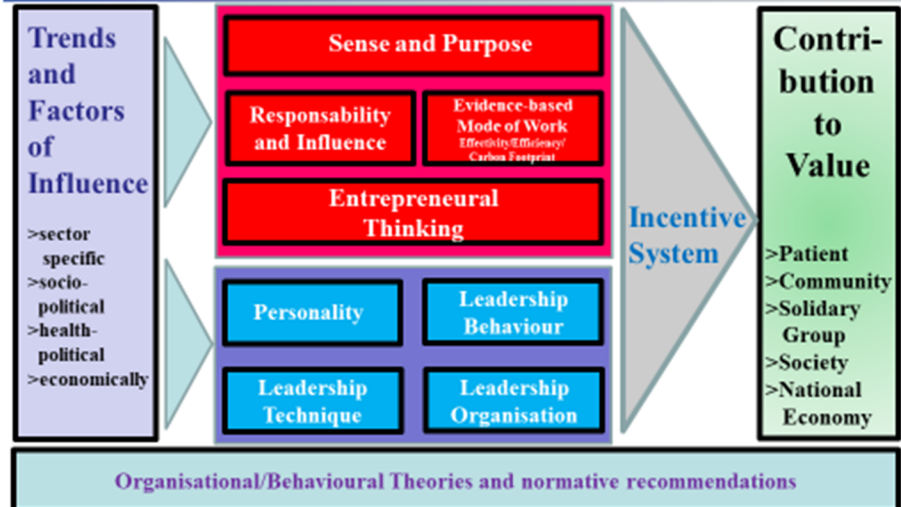 Trends
and
Factors
of
Influence
>sector
specific
>socio-
political
>health-
political
>economically
Sense and Purpose
Responsability
and Influence
Evidence-based
Mode of Work
Effectivity/Efficiency/
Carbon Footprint
Entrepreneural
Thinking
Personality
Leadership
Behaviour
Leadership
Technique
Leadership
Organisation
Incentive
System
Contri-
bution
to
Value
>Patient
>Community
>Solidary
Group
>Society
>National
Economy
Organisational/Behavioural Theories and normative recommendations